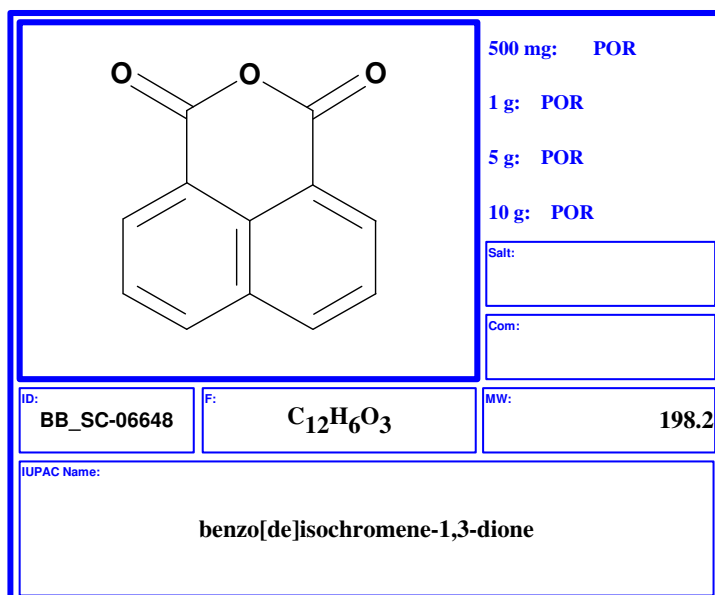 O O O
500 mg: POR
1 g: POR
5 g: POR
10 g: POR
Salt:
Com:
ID:
BB_SC-06648
F:
C12H6O3
MW:
198.2
IUPAC Name:
benzo[de]isochromene-1,3-dione